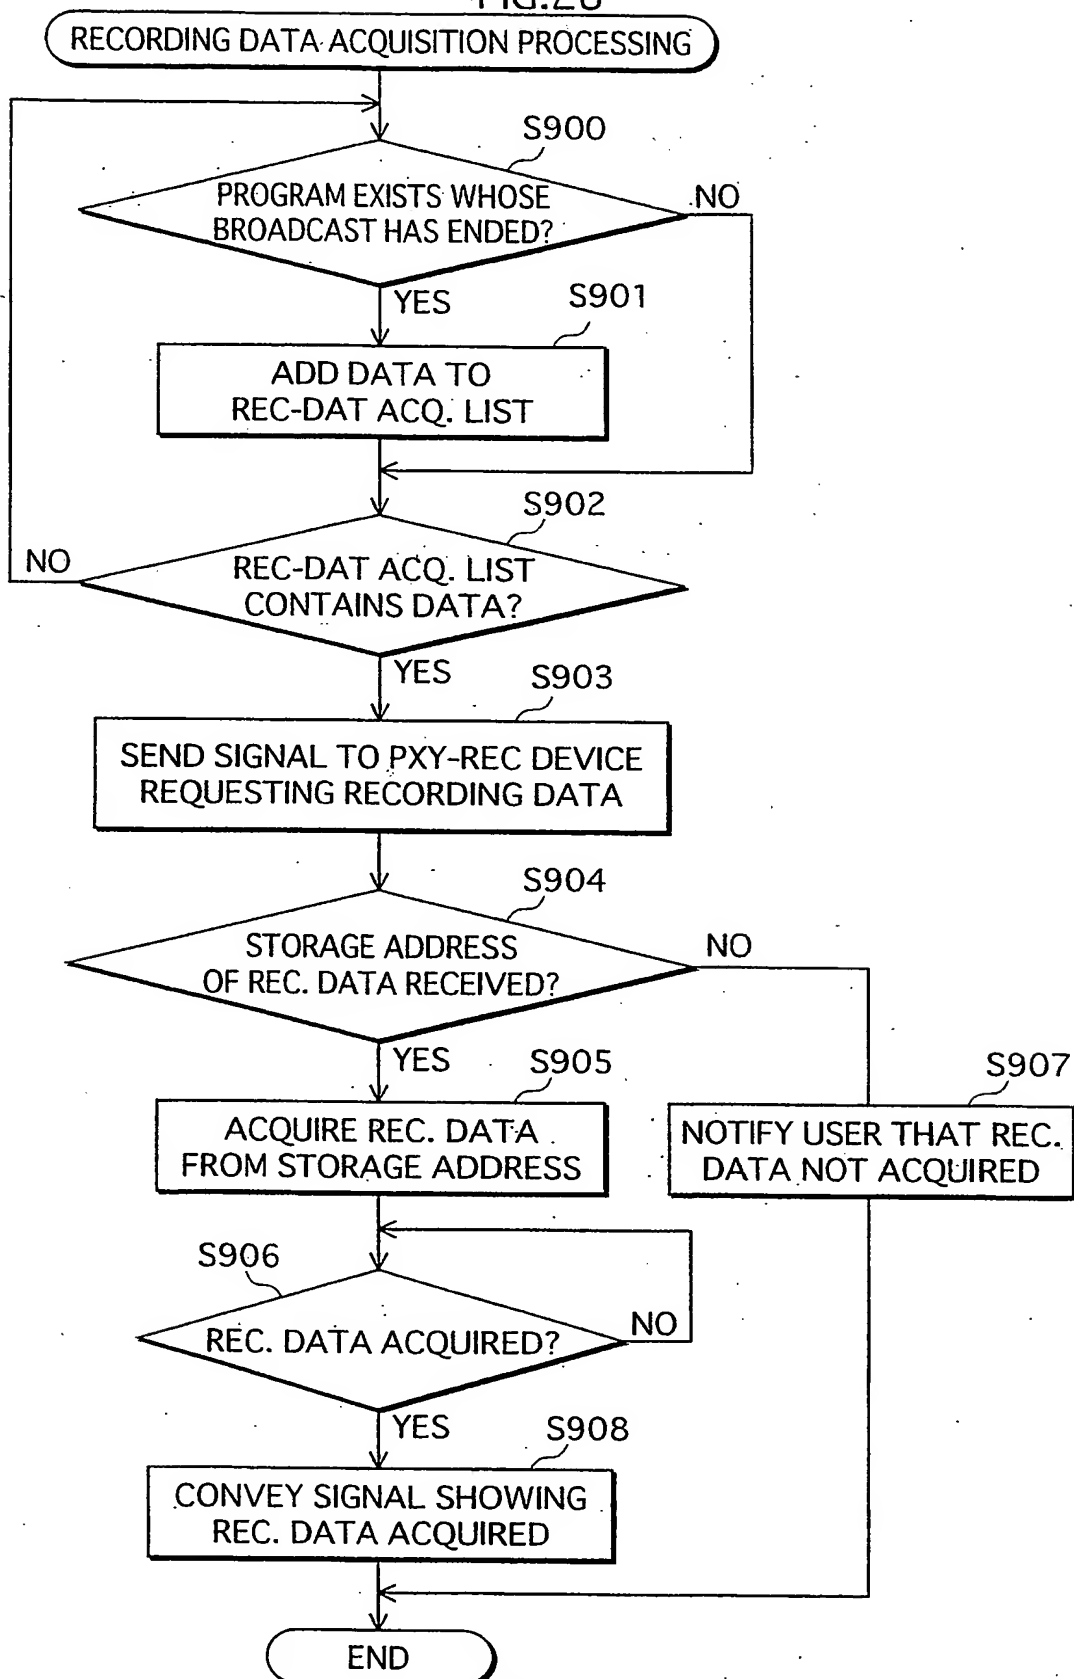 RECORDING DATA ACQUISITION PROCESSING
S900
PROGRAM EXISTS WHOSE
BROADCAST HAS ENDED?
NO
YES
S901
ADD DATA TO
REC-DAT ACQ. LIST
S902
NO
REC-DAT ACQ. LIST
CONTAINS DATA?
YES
S903
SEND SIGNAL TO PXY-REC DEVICE
REQUESTING RECORDING DATA
S904
STORAGE ADDRESS
OF REC. DATA RECEIVED?
NO
YES
S905
ACQUIRE REC. DATA
FROM STORAGE ADDRESS
S907
NOTIFY USER THAT REC.
DATA NOT ACQUIRED
S906
REC. DATA ACQUIRED?
NO
YES
S908
CONVEY SIGNAL SHOWING
REC. DATA ACQUIRED
END